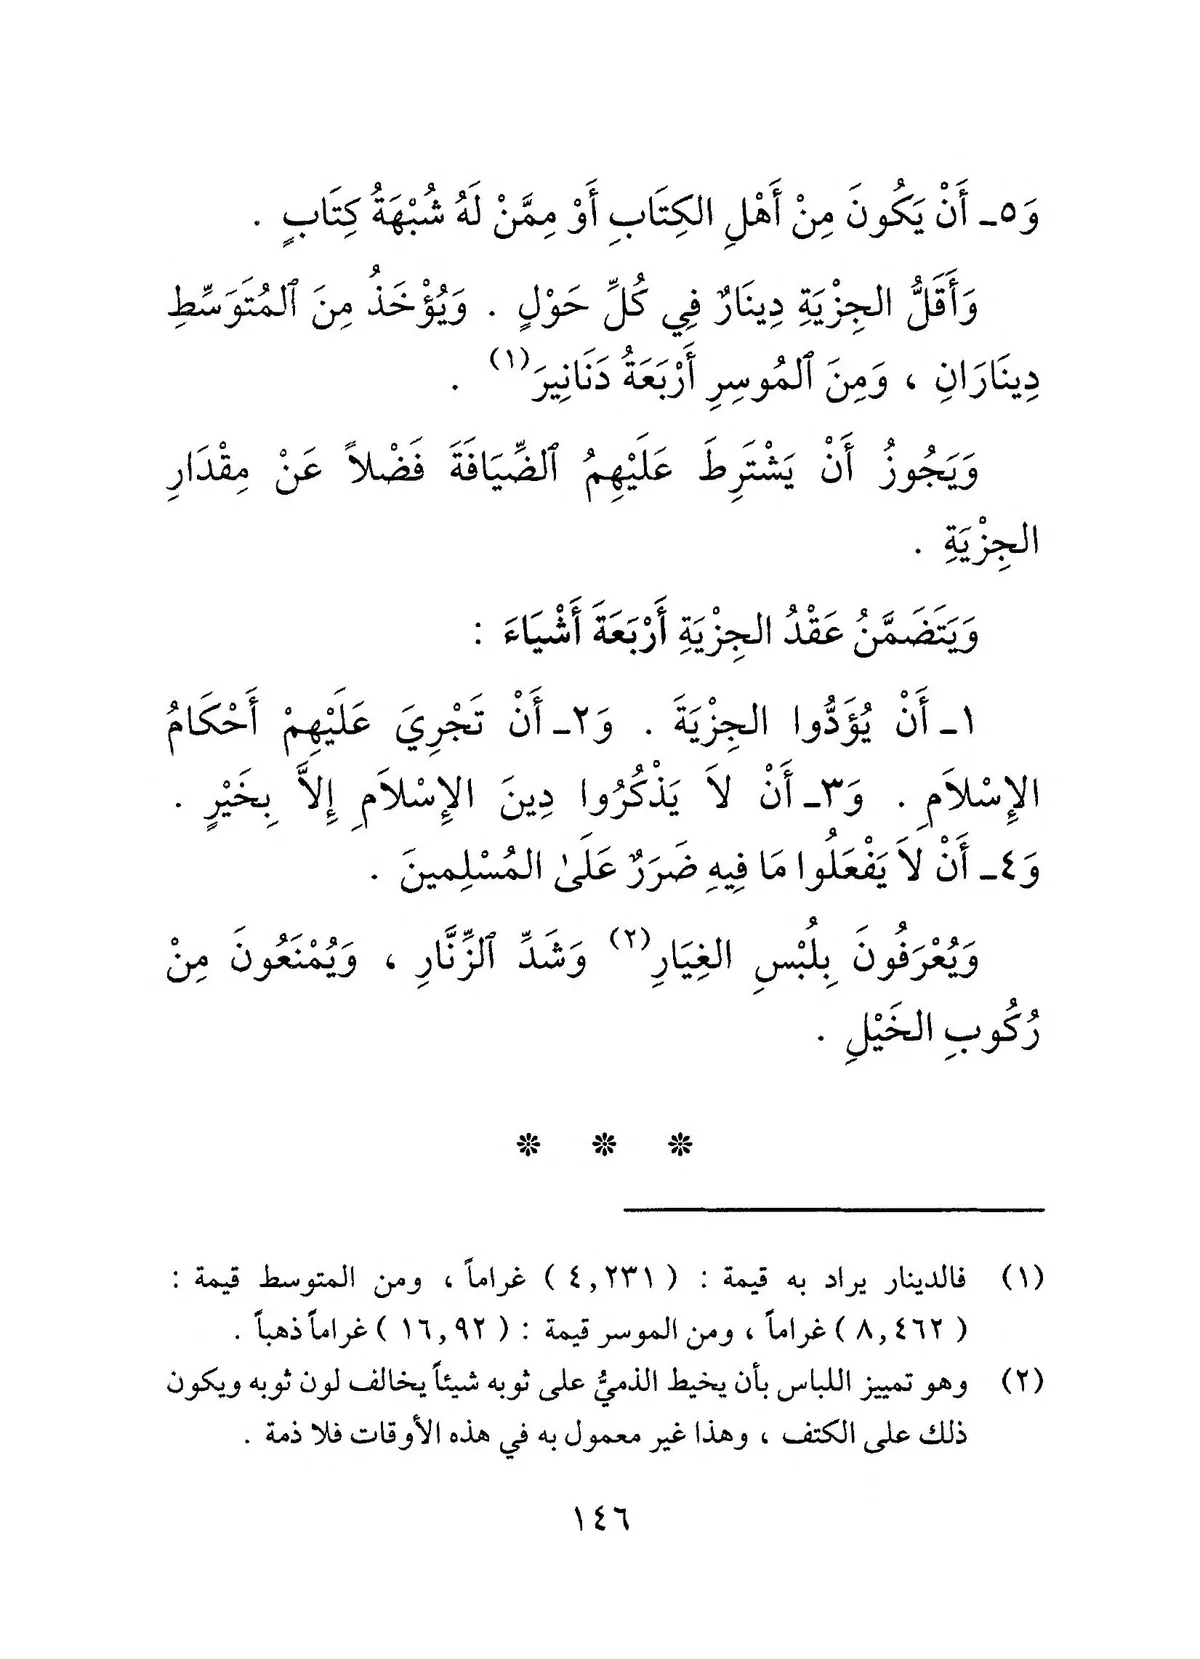 وَ٥ـ أَنْ يَكُونَ مِنْ أَهْلِ الكِتَابِ أَوْ مِمَّنْ لَهُ شُبْهَةُ كِتَابٍ .
وَأَقَلُّ الجِزْيَةِ دِينَارٌ فِي كُلِّ حَوْلٍ . وَيُؤْخَذُ مِنَ ٱلمُتَوَسِّطِ
دِينَارَانِ ، وَمِنَ ٱلمُوسِرِ أَرْبَعَةُ دَنَانِيرَ(١) .
وَيَجُوزُ أَنْ يَشْتَرِطَ عَلَيْهِمُ ٱلضِّيَافَةَ فَضْلاً عَنْ مِقْدَارِ
الجِزْيَةِ .
وَيَتَضَمَّنُ عَقْدُ الجِزْيَةِ أَرْبَعَةَ أَشْيَاءَ :
١ـ أَنْ يُؤَدُّوا الجِزْيَةَ . وَ٢ـ أَنْ تَجْرِيَ عَلَيْهِمْ أَحْكَامُ
الإِسْلاَمِ . وَ٣ـ أَنْ لاَ يَذْكُرُوا دِينَ الإِسْلاَمِ إِلاَّ بِخَيْرٍ .
وَ٤ـ أَنْ لاَ يَفْعَلُوا مَا فِيهِ ضَرَرٌ عَلَىٰ المُسْلِمينَ .
وَيُعْرَفُونَ بِلُبْسِ الغِيَارِ(٢) وَشَدِّ ٱلزِّنَّارِ ، وَيُمْنَعُونَ مِنْ
رُكُوبِ الخَيْلِ .
* * *
(١) فالدينار يراد به قيمة : ( ٤,٢٣١ ) غراماً ، ومن المتوسط قيمة :
( ٨,٤٦٢ ) غراماً ، ومن الموسر قيمة : ( ١٦,٩٢ ) غراماً ذهباً .
(٢) وهو تمييز اللباس بأن يخيط الذميُّ على ثوبه شيئاً يخالف لون ثوبه ويكون
ذلك على الكتف ، وهذا غير معمول به في هذه الأوقات فلا ذمة .
١٤٦